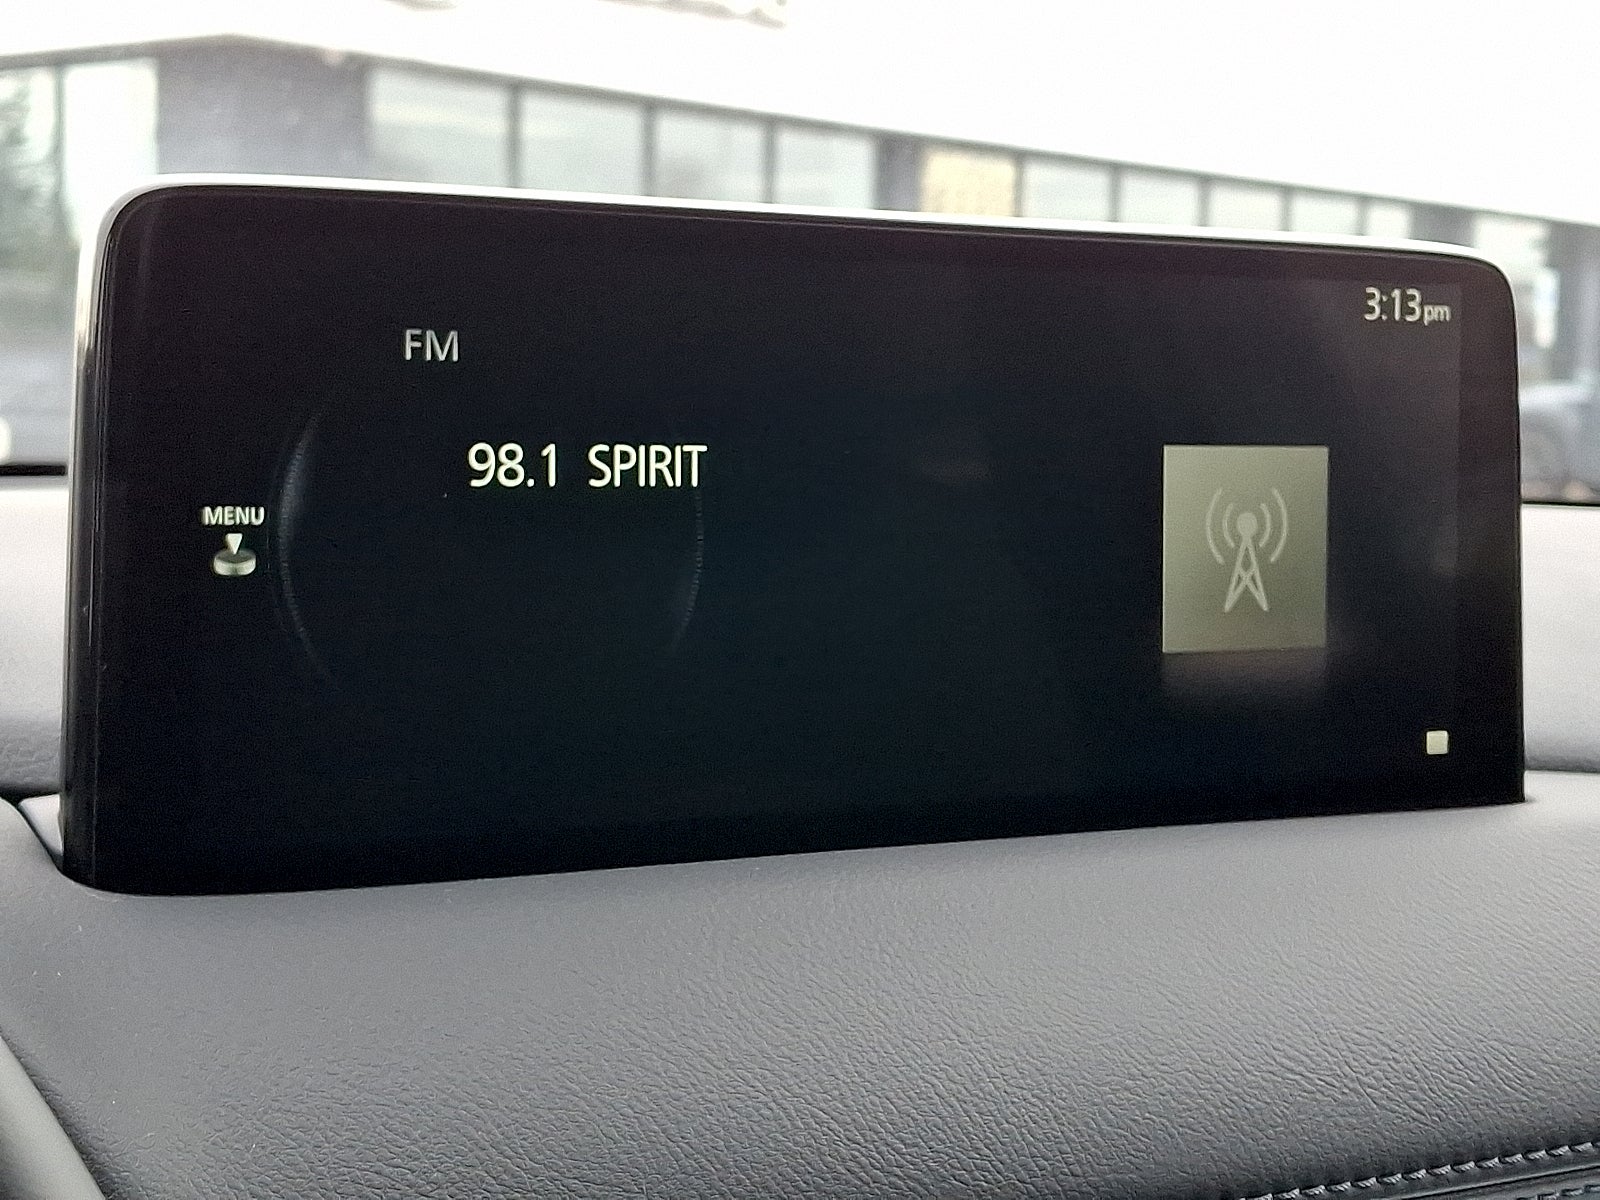 3:13pm
FM
98.1 SPIRIT
MENU